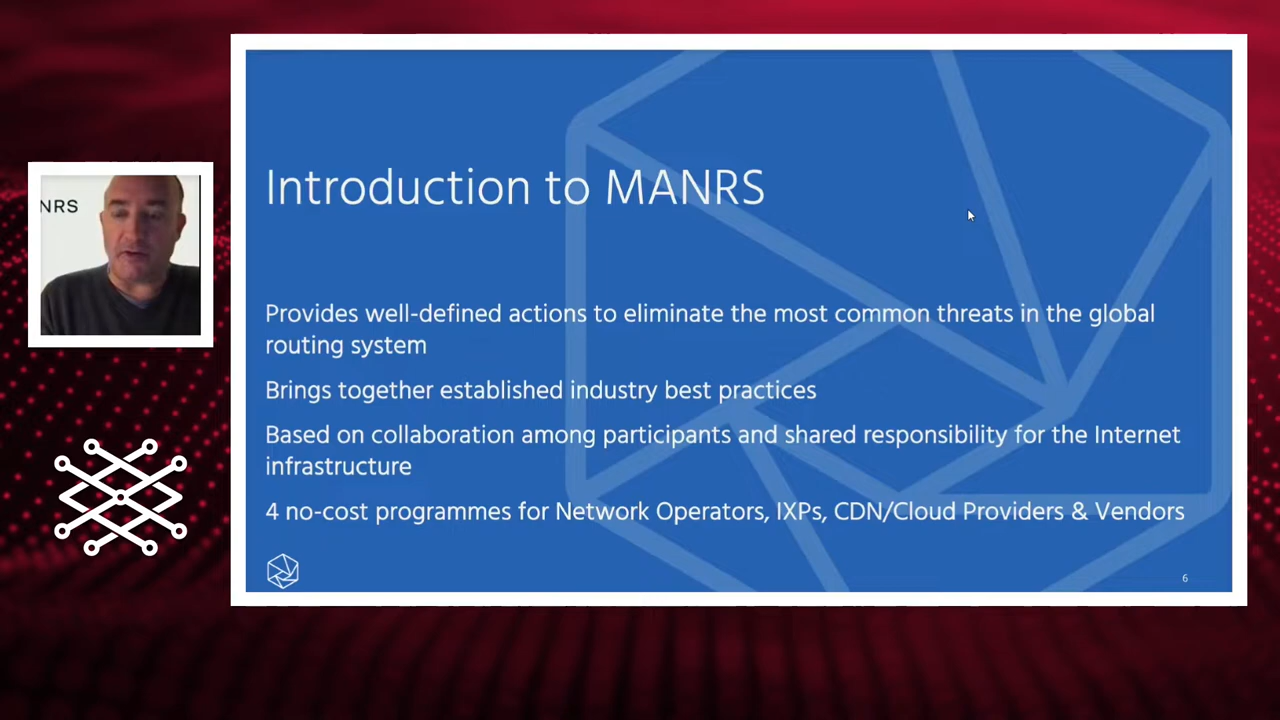 NRS
Introduction to MANRS
Provides well-defined actions to eliminate the most common threats in the global
routing system
Brings together established industry best practices
Based on collaboration among participants and shared responsibility for the Internet
infrastructure
4 no-cost programmes for Network Operators, IXPs, CDN/Cloud Providers & Vendors
6